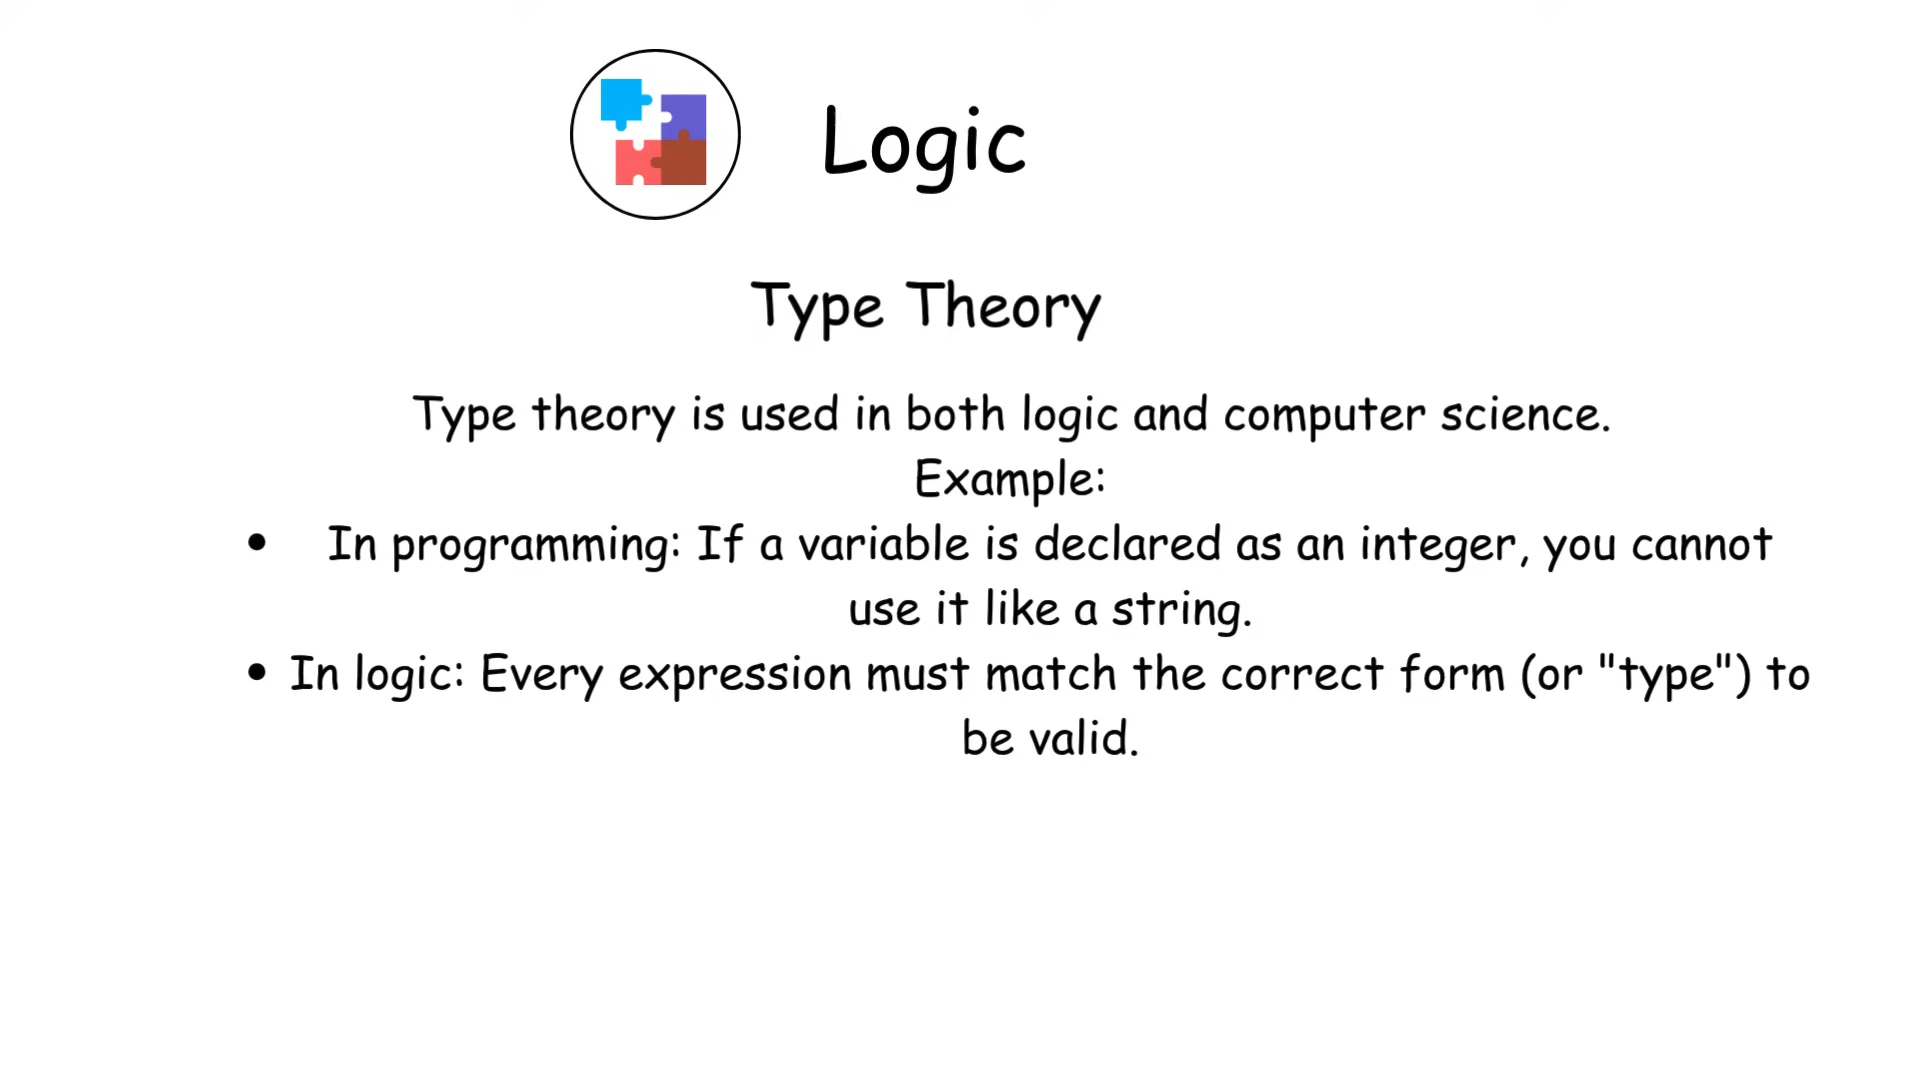 Logic
Type Theory
Type theory is used in both logic and computer science.
Example:
• In programming: If a variable is declared as an integer, you cannot
use it like a string.
• In logic: Every expression must match the correct form (or "type") to
be valid.